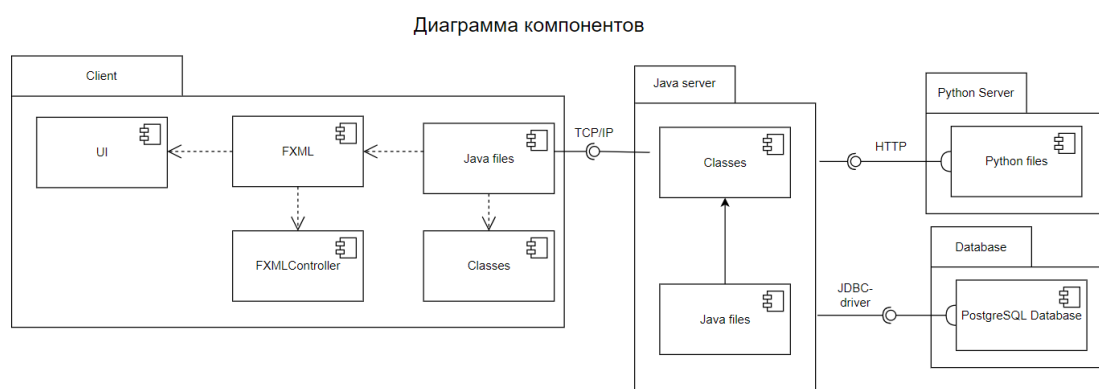 Диаграмма компонентов
Client
UI
FXML
Java files
FXMLController
Classes
TCP/IP
Java server
Classes
Java files
HTTP
Python Server
Python files
JDBC-
driver
Database
PostgreSQL Database